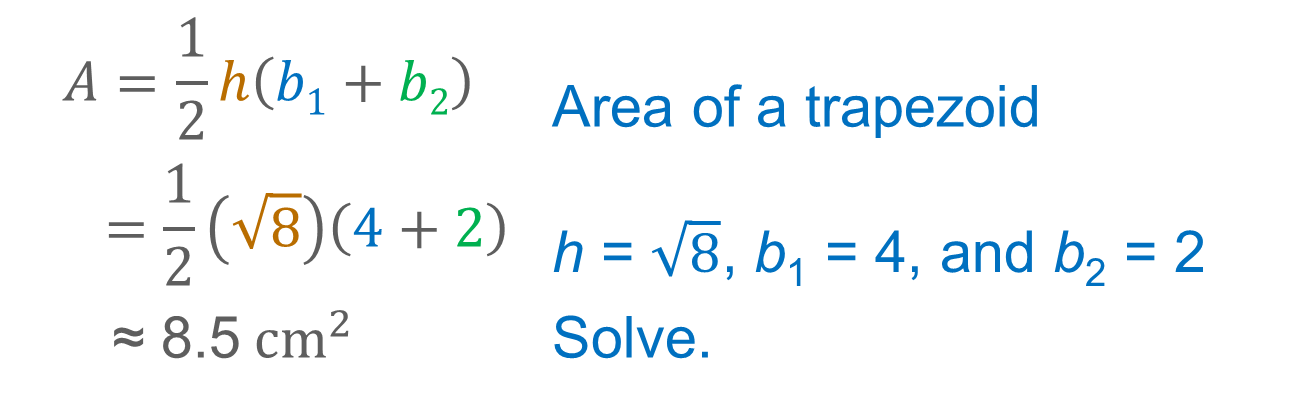 A = 1/2 h(b₁ + b₂) Area of a trapezoid
= 1/2 (√8)(4 + 2) h = √8, b₁ = 4, and b₂ = 2
≈ 8.5 cm² Solve.